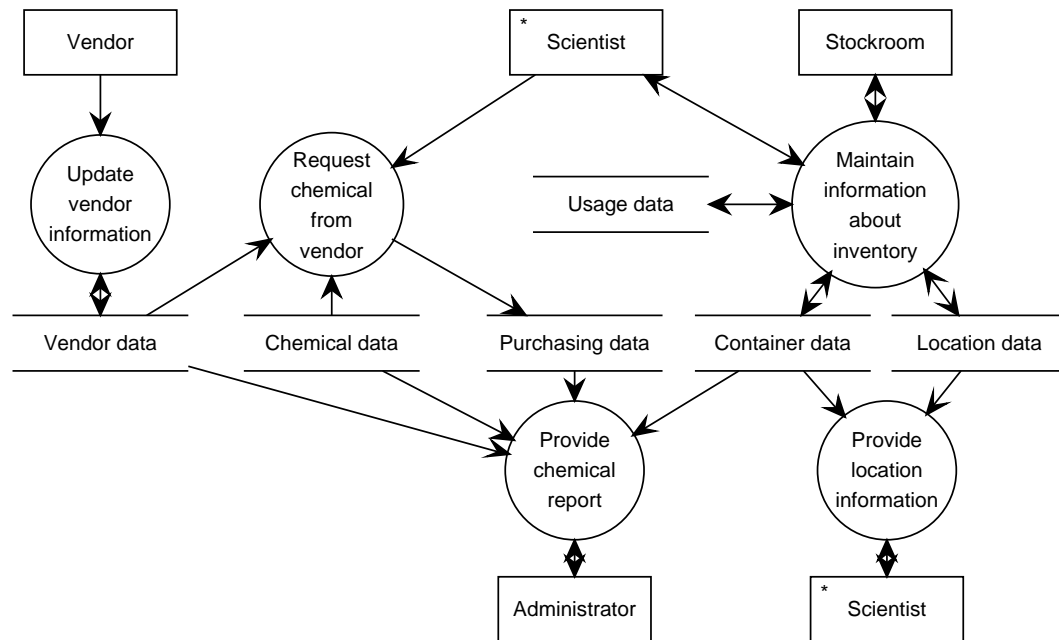 Vendor
* Scientist
Stockroom
Update
vendor
information
Request
chemical
from
vendor
Usage data
Maintain
information
about
inventory
Vendor data
Chemical data
Purchasing data
Container data
Location data
Provide
chemical
report
Provide
location
information
Administrator
* Scientist